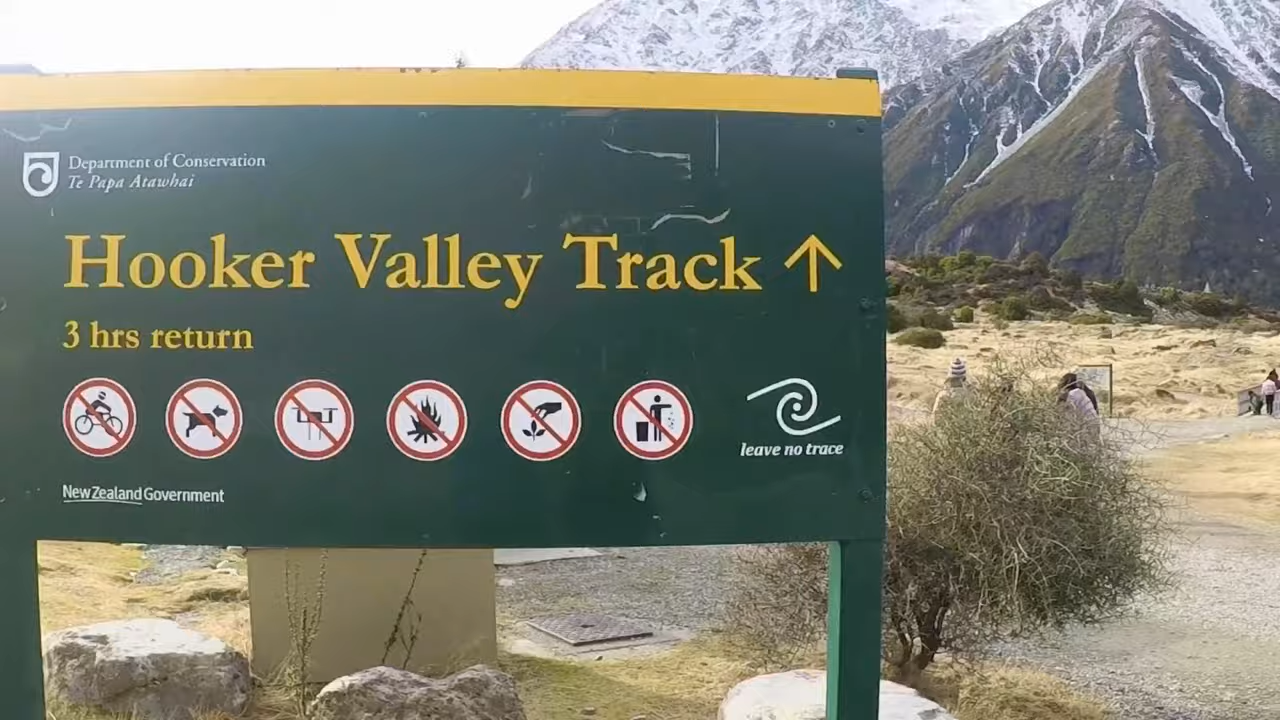 Department of Conservation
Te Papa Atawhai
Hooker Valley Track ↑
3 hrs return
leave no trace
New Zealand Government